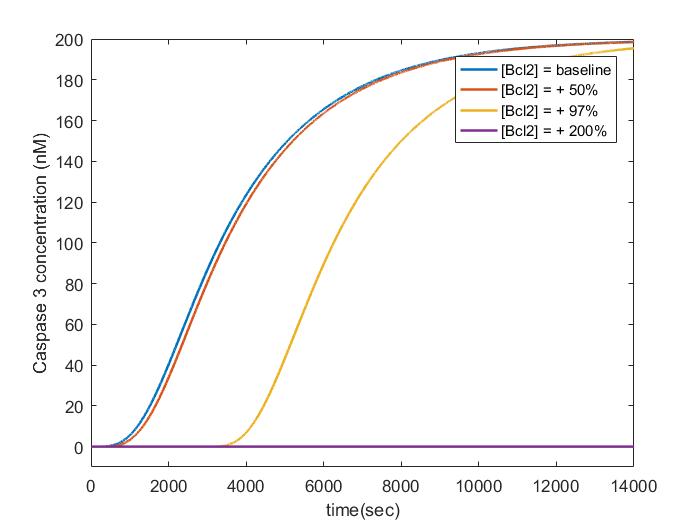 200
180
160
140
120
100
80
60
40
20
0
Caspase 3 concentration (nM)
[Bcl2] = baseline
[Bcl2] = + 50%
[Bcl2] = + 97%
[Bcl2] = + 200%
0 2000 4000 6000 8000 10000 12000 14000
time(sec)